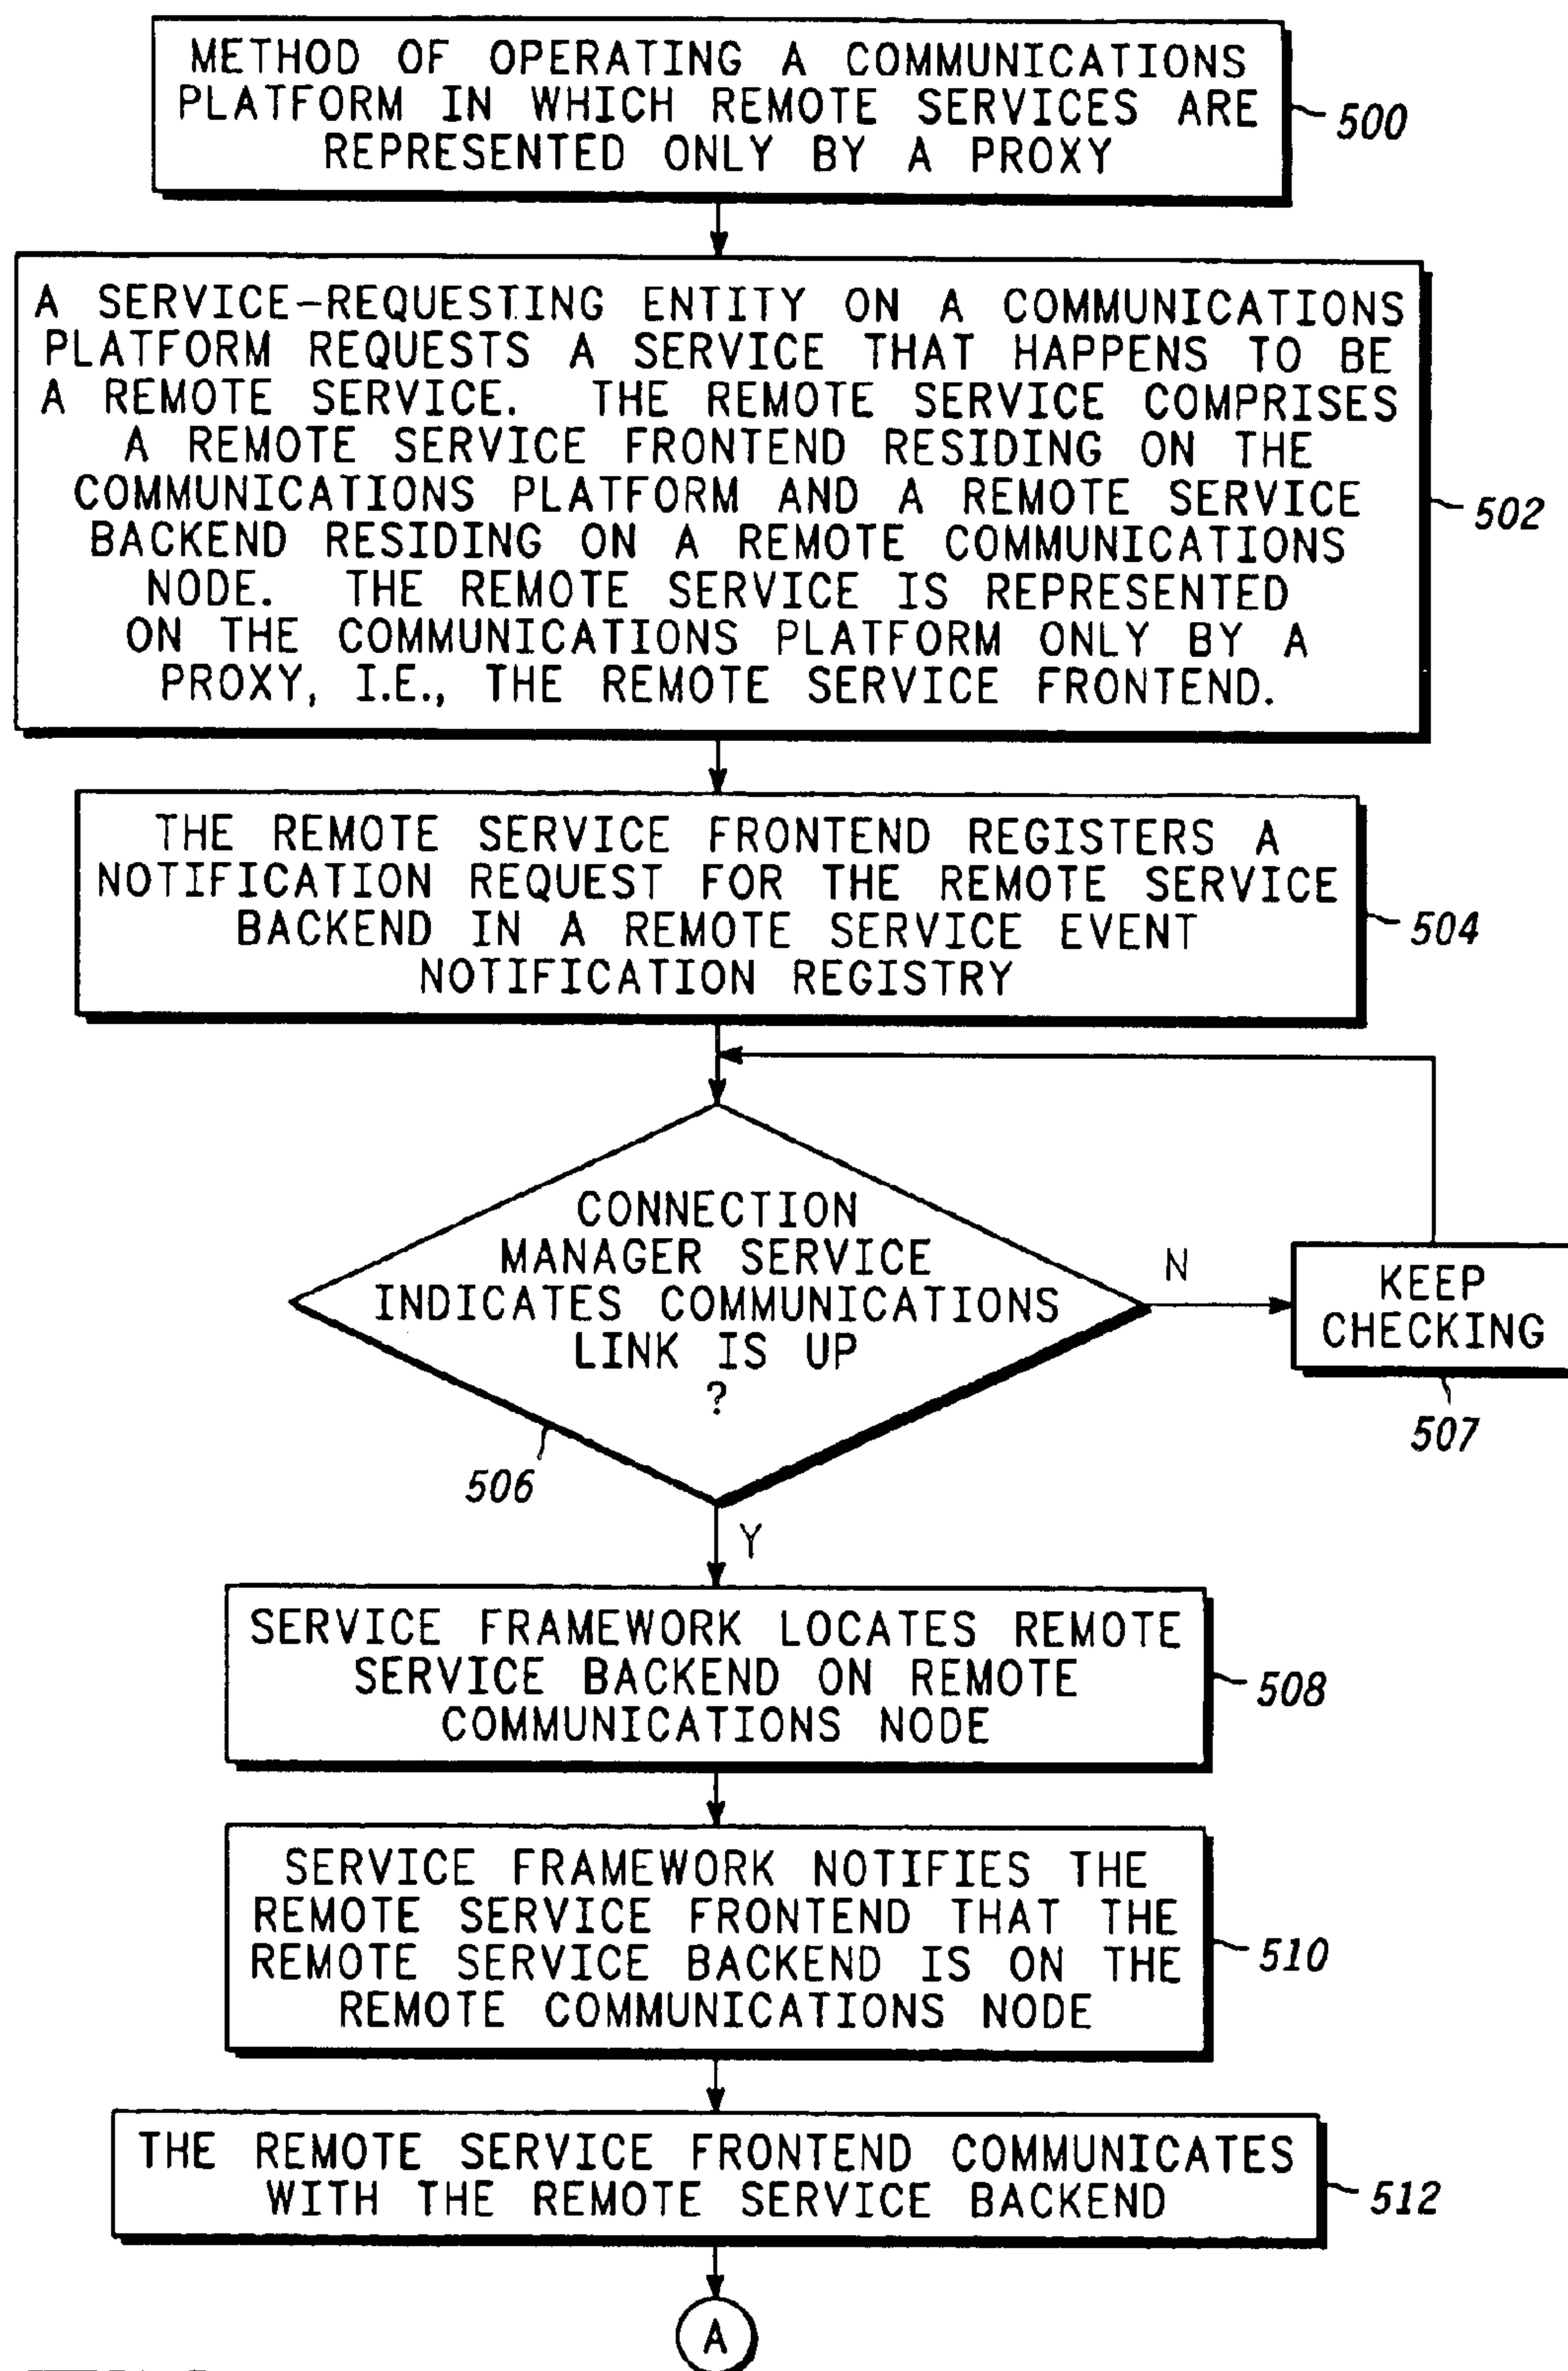 METHOD OF OPERATING A COMMUNICATIONS
PLATFORM IN WHICH REMOTE SERVICES ARE
REPRESENTED ONLY BY A PROXY
500
A SERVICE-REQUESTING ENTITY ON A COMMUNICATIONS
PLATFORM REQUESTS A SERVICE THAT HAPPENS TO BE
A REMOTE SERVICE. THE REMOTE SERVICE COMPRISES
A REMOTE SERVICE FRONTEND RESIDING ON THE
COMMUNICATIONS PLATFORM AND A REMOTE SERVICE
BACKEND RESIDING ON A REMOTE COMMUNICATIONS
NODE. THE REMOTE SERVICE IS REPRESENTED
ON THE COMMUNICATIONS PLATFORM ONLY BY A
PROXY, I.E., THE REMOTE SERVICE FRONTEND.
502
THE REMOTE SERVICE FRONTEND REGISTERS A
NOTIFICATION REQUEST FOR THE REMOTE SERVICE
BACKEND IN A REMOTE SERVICE EVENT
NOTIFICATION REGISTRY
504
CONNECTION
MANAGER SERVICE
INDICATES COMMUNICATIONS
LINK IS UP
?
506
N
KEEP
CHECKING
507
Y
SERVICE FRAMEWORK LOCATES REMOTE
SERVICE BACKEND ON REMOTE
COMMUNICATIONS NODE
508
SERVICE FRAMEWORK NOTIFIES THE
REMOTE SERVICE FRONTEND THAT THE
REMOTE SERVICE BACKEND IS ON THE
REMOTE COMMUNICATIONS NODE
510
THE REMOTE SERVICE FRONTEND COMMUNICATES
WITH THE REMOTE SERVICE BACKEND
512
A